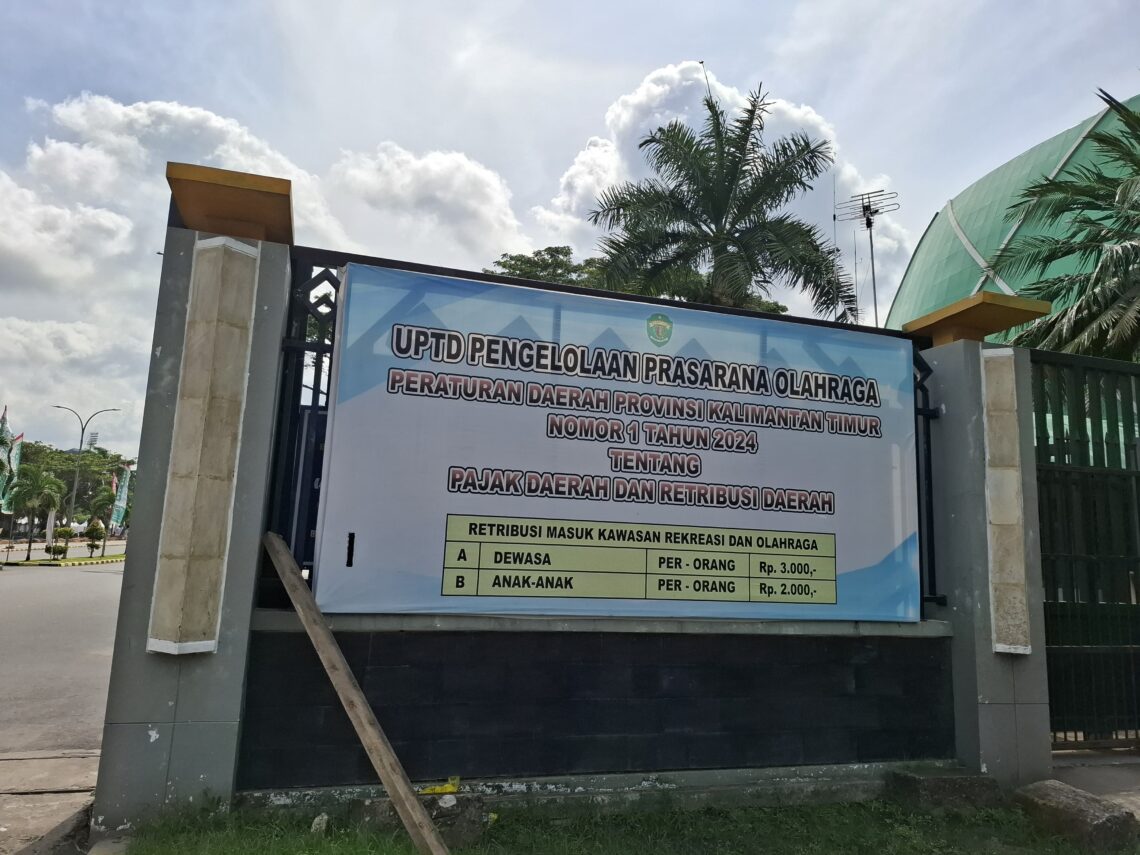 UPTD PENGELOLAAN PRASARANA OLAHRAGA
PERATURAN DAERAH PROVINSI KALIMANTAN TIMUR
NOMOR 1 TAHUN 2024
TENTANG
PAJAK DAERAH DAN RETRIBUSI DAERAH
RETRIBUSI MASUK KAWASAN REKREASI DAN OLAHRAGA
A DEWASA PER - ORANG Rp. 3.000,-
B ANAK-ANAK PER - ORANG Rp. 2.000,-